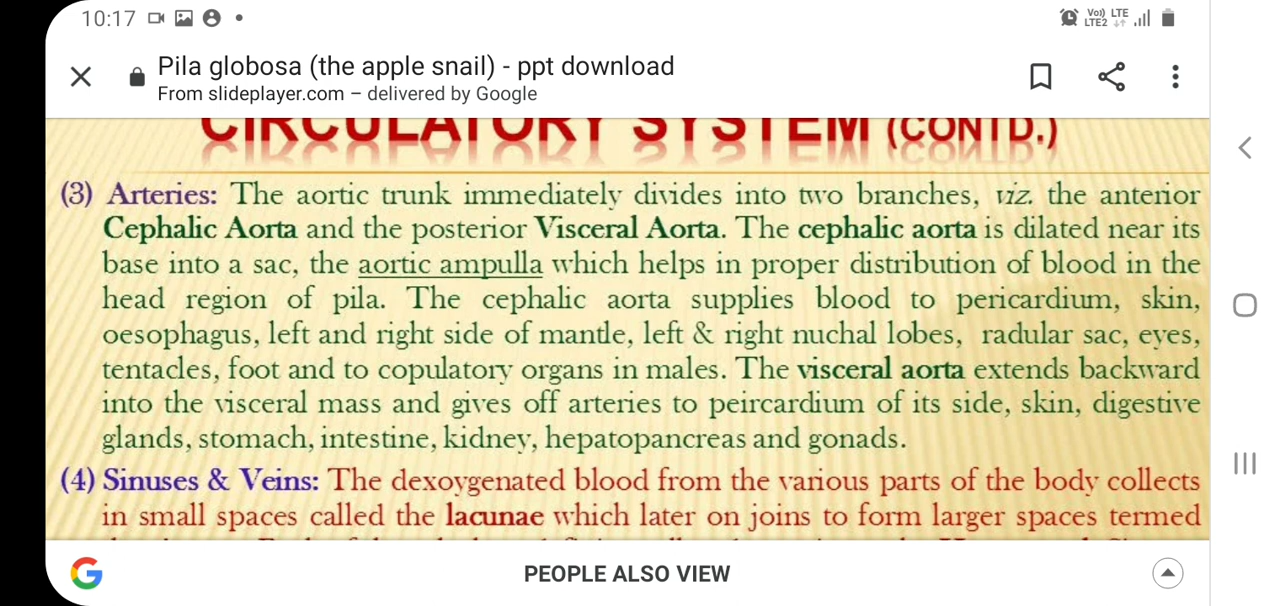 10:17
Vo) LTE
LTE2
Pila globosa (the apple snail) - ppt download
From slideplayer.com – delivered by Google
CIRCULATORY SYSTEM (CONTD.)
(3) Arteries: The aortic trunk immediately divides into two branches, viz. the anterior
Cephalic Aorta and the posterior Visceral Aorta. The cephalic aorta is dilated near its
base into a sac, the aortic ampulla which helps in proper distribution of blood in the
head region of pila. The cephalic aorta supplies blood to pericardium, skin,
oesophagus, left and right side of mantle, left & right nuchal lobes, radular sac, eyes,
tentacles, foot and to copulatory organs in males. The visceral aorta extends backward
into the visceral mass and gives off arteries to peircardium of its side, skin, digestive
glands, stomach, intestine, kidney, hepatopancreas and gonads.
(4) Sinuses & Veins: The dexoygenated blood from the various parts of the body collects
in small spaces called the lacunae which later on joins to form larger spaces termed
PEOPLE ALSO VIEW